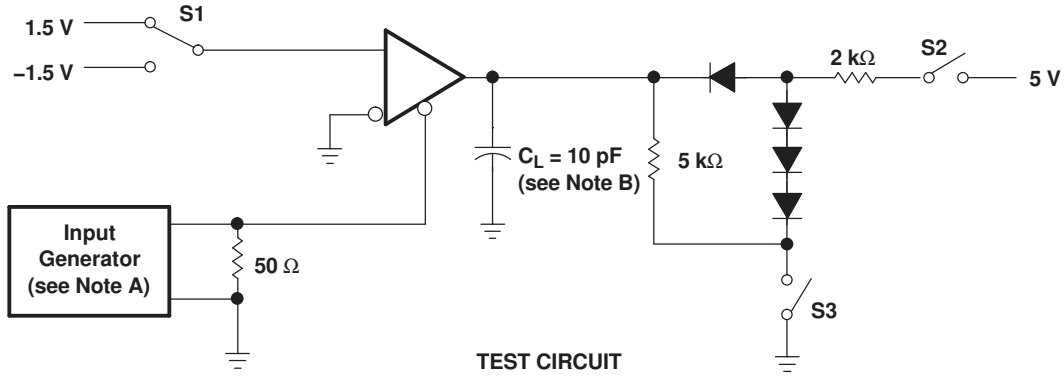 S1
1.5 V
−1.5 V
S2
2 kΩ
5 V
CL = 10 pF
(see Note B)
5 kΩ
Input
Generator
(see Note A)
50 Ω
S3
TEST CIRCUIT